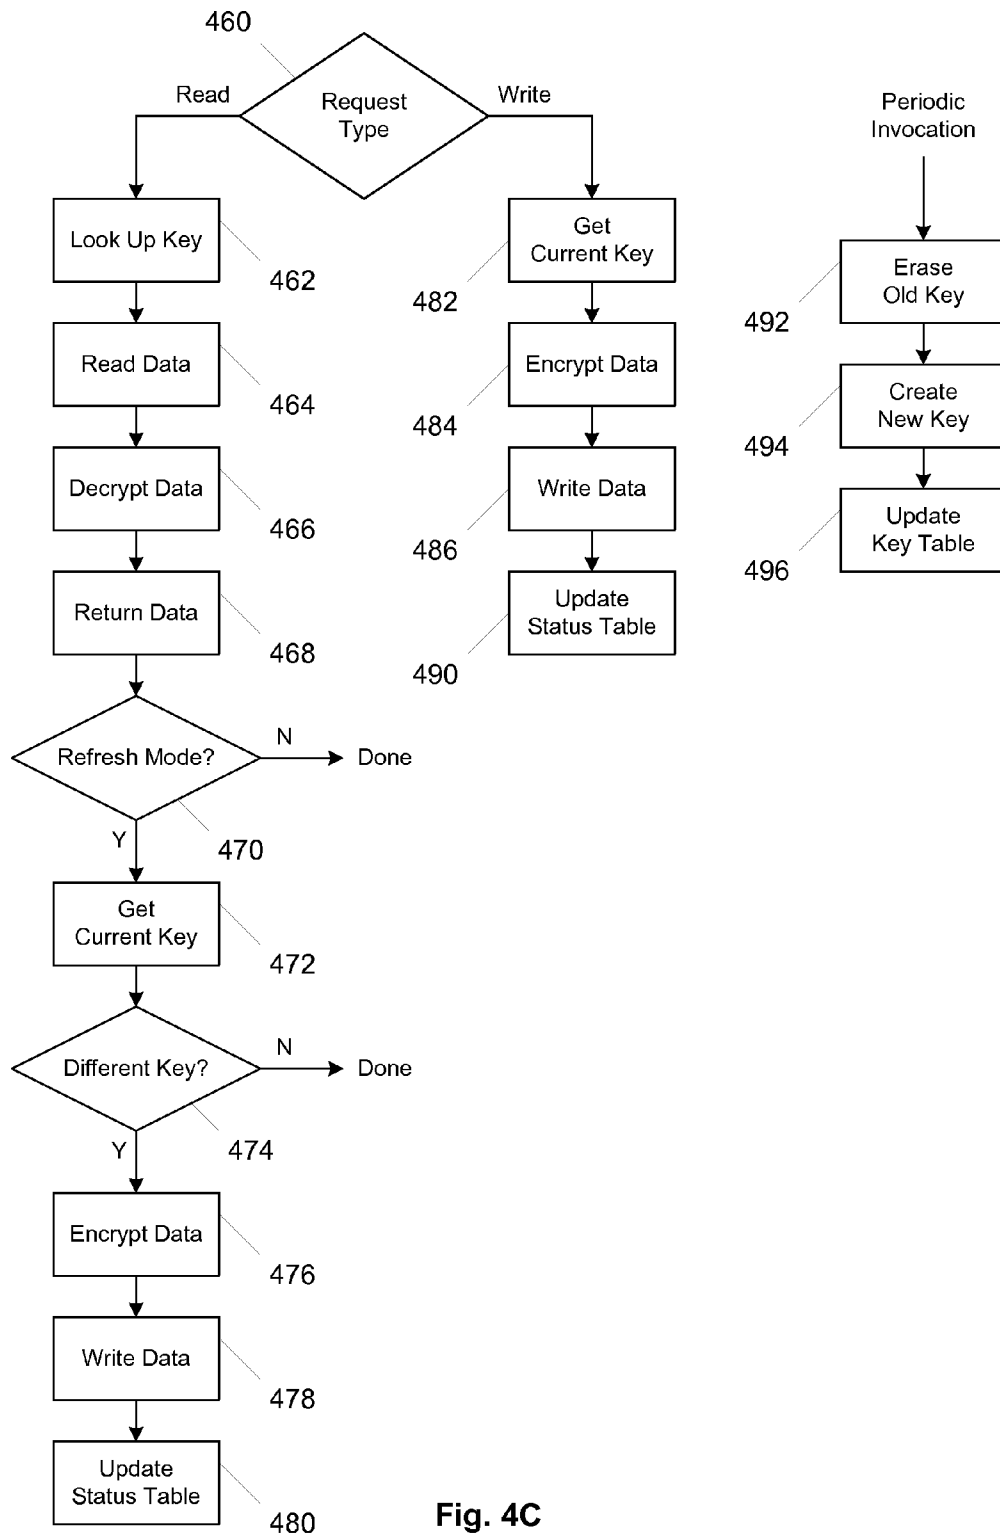 460
Read
Request
Type
Write
Periodic
Invocation
Look Up Key
462
Get
Current Key
482
Erase
Old Key
492
Read Data
464
Encrypt Data
484
Create
New Key
494
Decrypt Data
466
Write Data
486
Update
Key Table
496
Return Data
468
Update
Status Table
490
Refresh Mode?
N
Done
Y
470
Get
Current Key
472
Different Key?
N
Done
Y
474
Encrypt Data
476
Write Data
478
Update
Status Table
480
Fig. 4C